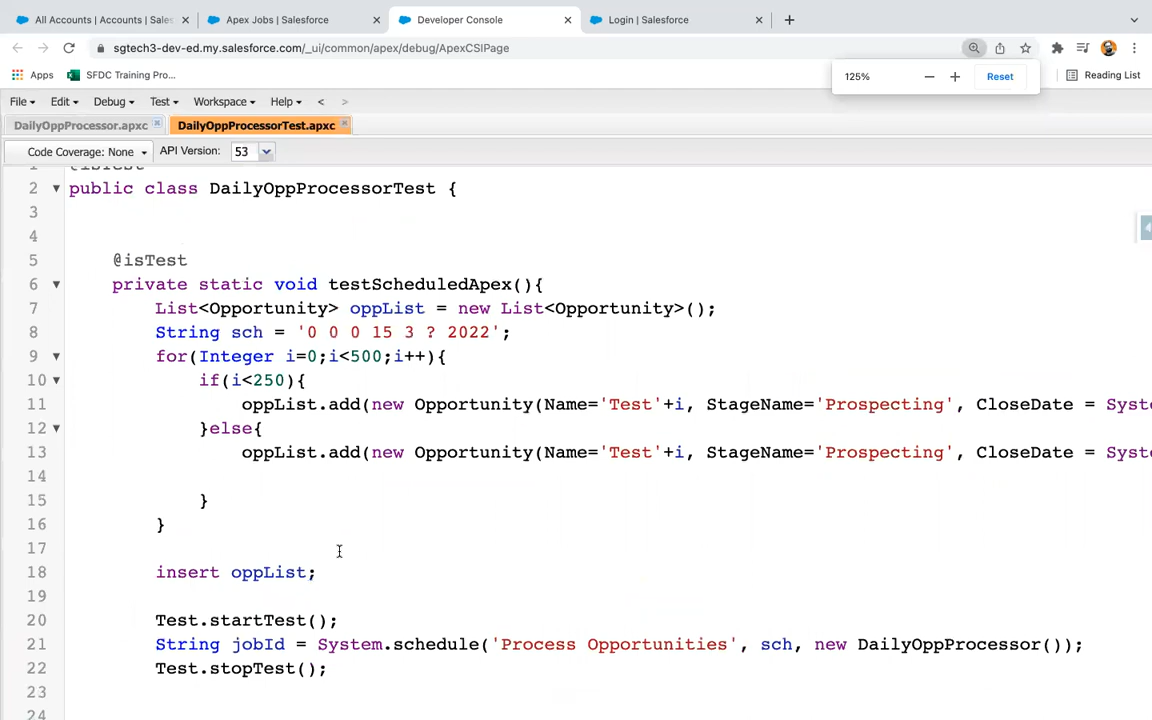 All Accounts | Accounts | Sales
Apex Jobs | Salesforce
Developer Console
Login | Salesforce
sgtech3-dev-ed.my.salesforce.com/_ui/common/apex/debug/ApexCSIPage
Apps
SFDC Training Pro...
125%
Reset
Reading List
File
Edit
Debug
Test
Workspace
Help
<
>
DailyOppProcessor.apxc
DailyOppProcessorTest.apxc
Code Coverage: None
API Version:
53
1 @isTest
2 public class DailyOppProcessorTest {
3
4
5 @isTest
6 private static void testScheduledApex(){
7 List<Opportunity> oppList = new List<Opportunity>();
8 String sch = '0 0 0 15 3 ? 2022';
9 for(Integer i=0;i<500;i++){
10 if(i<250){
11 oppList.add(new Opportunity(Name='Test'+i, StageName='Prospecting', CloseDate = Syste
12 }else{
13 oppList.add(new Opportunity(Name='Test'+i, StageName='Prospecting', CloseDate = Syste
14
15 }
16 }
17
18 insert oppList;
19
20 Test.startTest();
21 String jobId = System.schedule('Process Opportunities', sch, new DailyOppProcessor());
22 Test.stopTest();
23
24